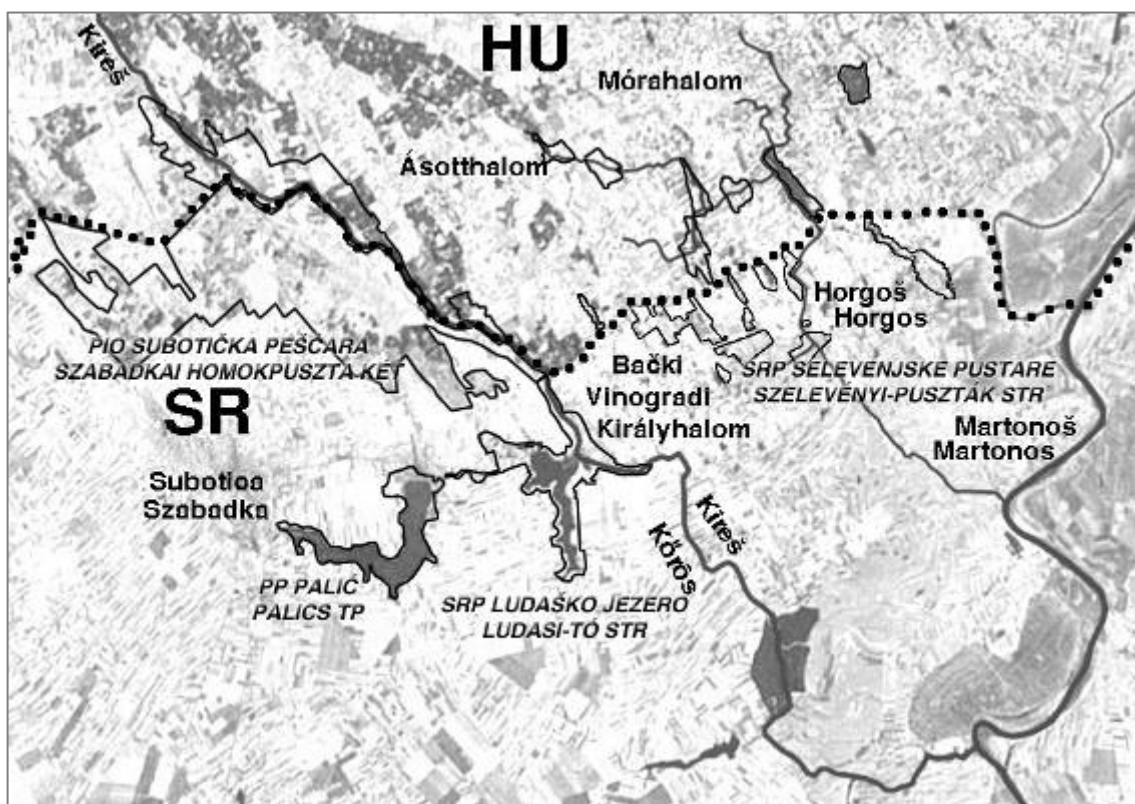 HU
Kireš
Mórahalom
Ásotthalom
Horgoš
Horgos
PIO SUBOTIČKA PEŠČARA
SZABADKAI HOMOKPUSZTA KET
Bački
Vinogradi
Királyhalom
SRP SELEVENJSKE PUSTARE
SZELEVÉNYI-PUSZTÁK STR
SR
Martonoš
Martonos
Subotica
Szabadka
Kireš
Kőrös
PP PALIĆ
PALICS TP
SRP LUDAŠKO JEZERO
LUDASI-TÓ STR